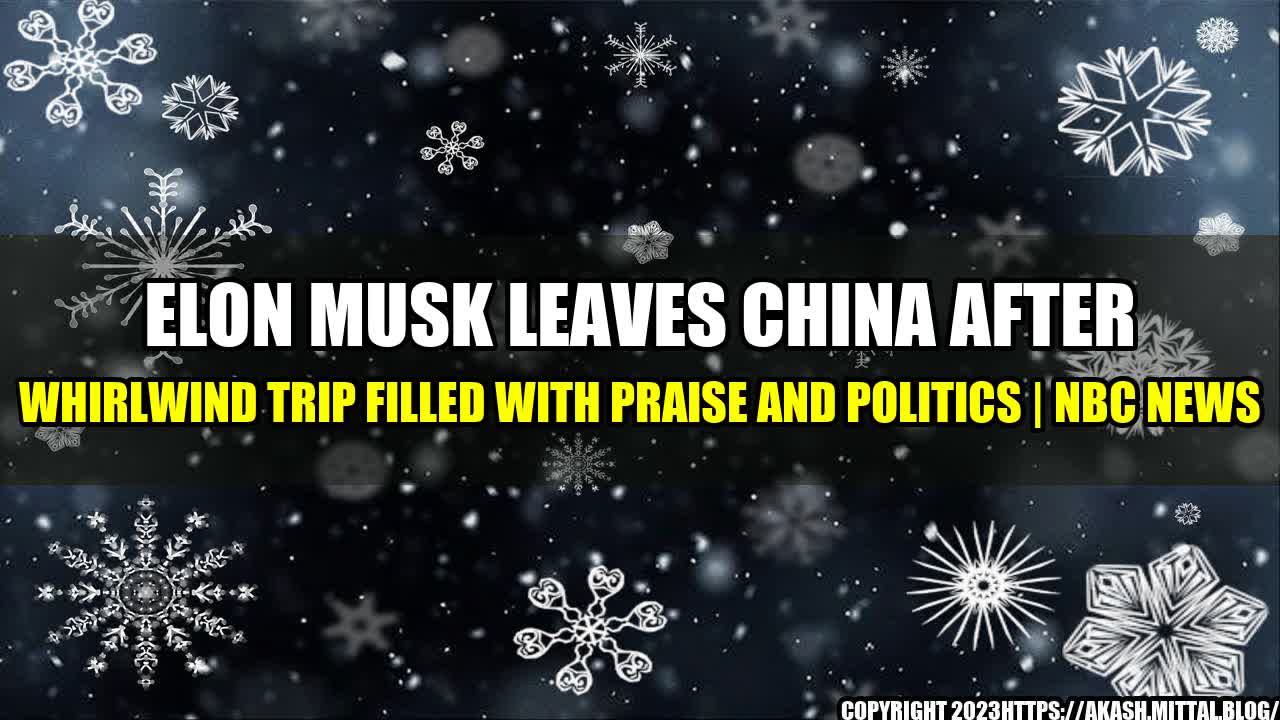 ELON MUSK LEAVES CHINA AFTER
WHIRLWIND TRIP FILLED WITH PRAISE AND POLITICS | NBC NEWS
COPYRIGHT 2023HTTPS://AKASH.MITTAL.BLOG/